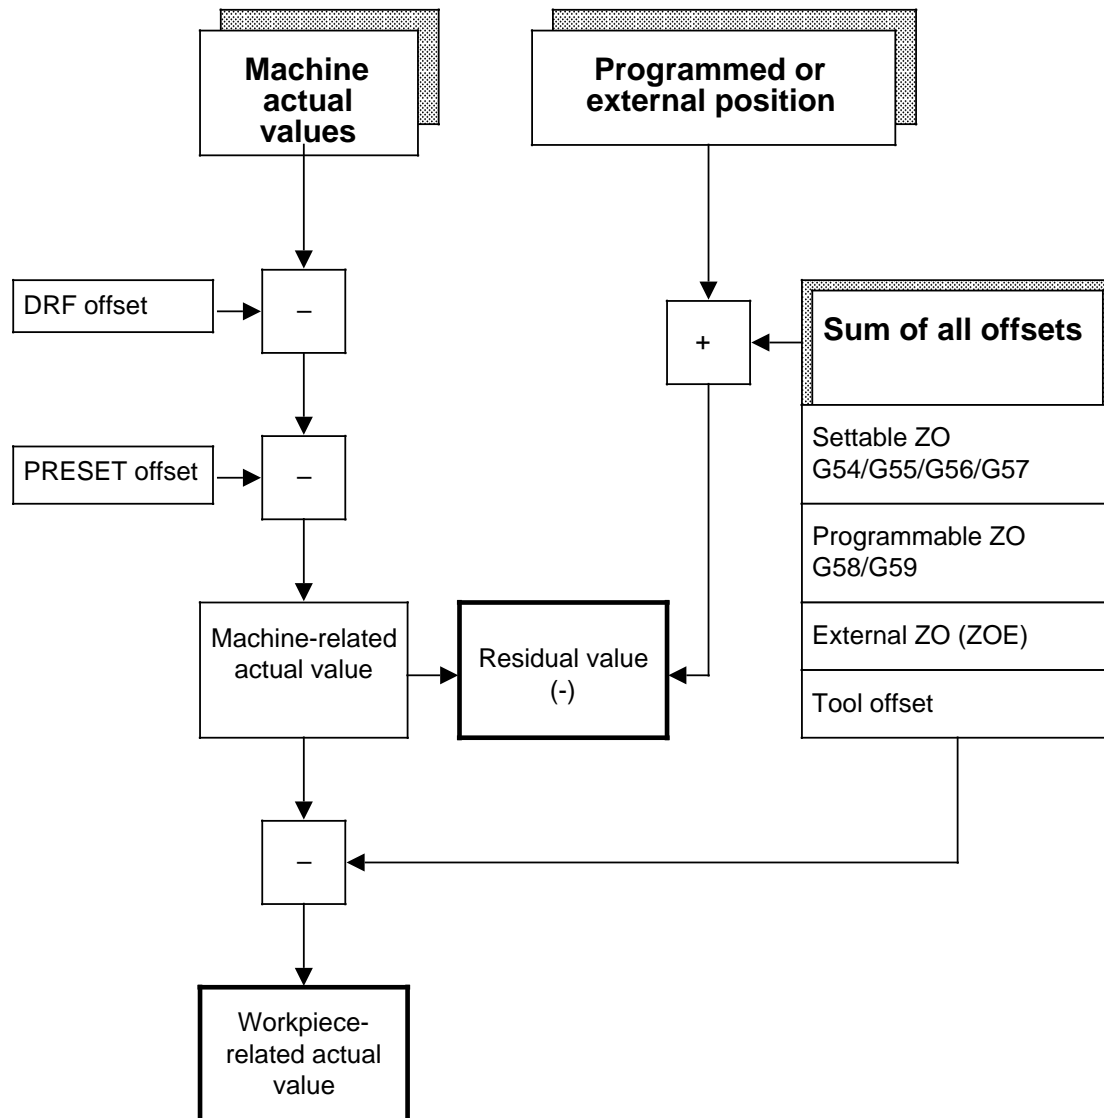 Machine
actual
values
Programmed or
external position
DRF offset
–
+
Sum of all offsets
Settable ZO
G54/G55/G56/G57
PRESET offset
–
Programmable ZO
G58/G59
Machine-related
actual value
Residual value
(-)
External ZO (ZOE)
Tool offset
–
Workpiece-
related actual
value